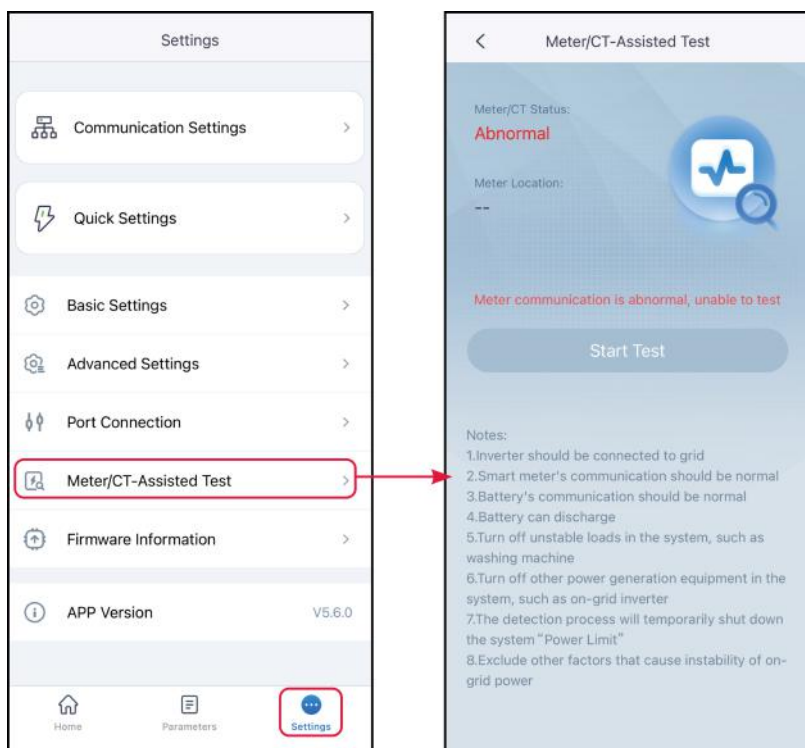 Settings
Communication Settings
Quick Settings
Basic Settings
Advanced Settings
Port Connection
Meter/CT-Assisted Test
Firmware Information
APP Version V5.6.0
Home Parameters Settings
Meter/CT-Assisted Test
Meter/CT Status:
Abnormal
Meter Location:
--
Meter communication is abnormal, unable to test
Start Test
Notes:
1.Inverter should be connected to grid
2.Smart meter's communication should be normal
3.Battery's communication should be normal
4.Battery can discharge
5.Turn off unstable loads in the system, such as
washing machine
6.Turn off other power generation equipment in the
system, such as on-grid inverter
7.The detection process will temporarily shut down
the system "Power Limit"
8.Exclude other factors that cause instability of on-
grid power